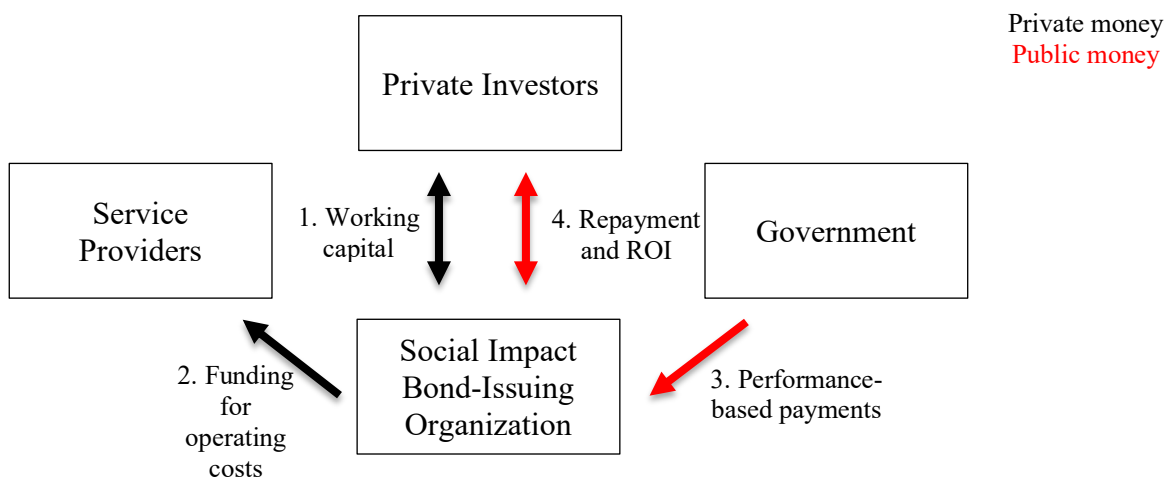 Private money
Public money
Private Investors
Service
Providers
1. Working
capital
4. Repayment
and ROI
Government
Social Impact
Bond-Issuing
Organization
2. Funding
for
operating
costs
3. Performance-
based payments